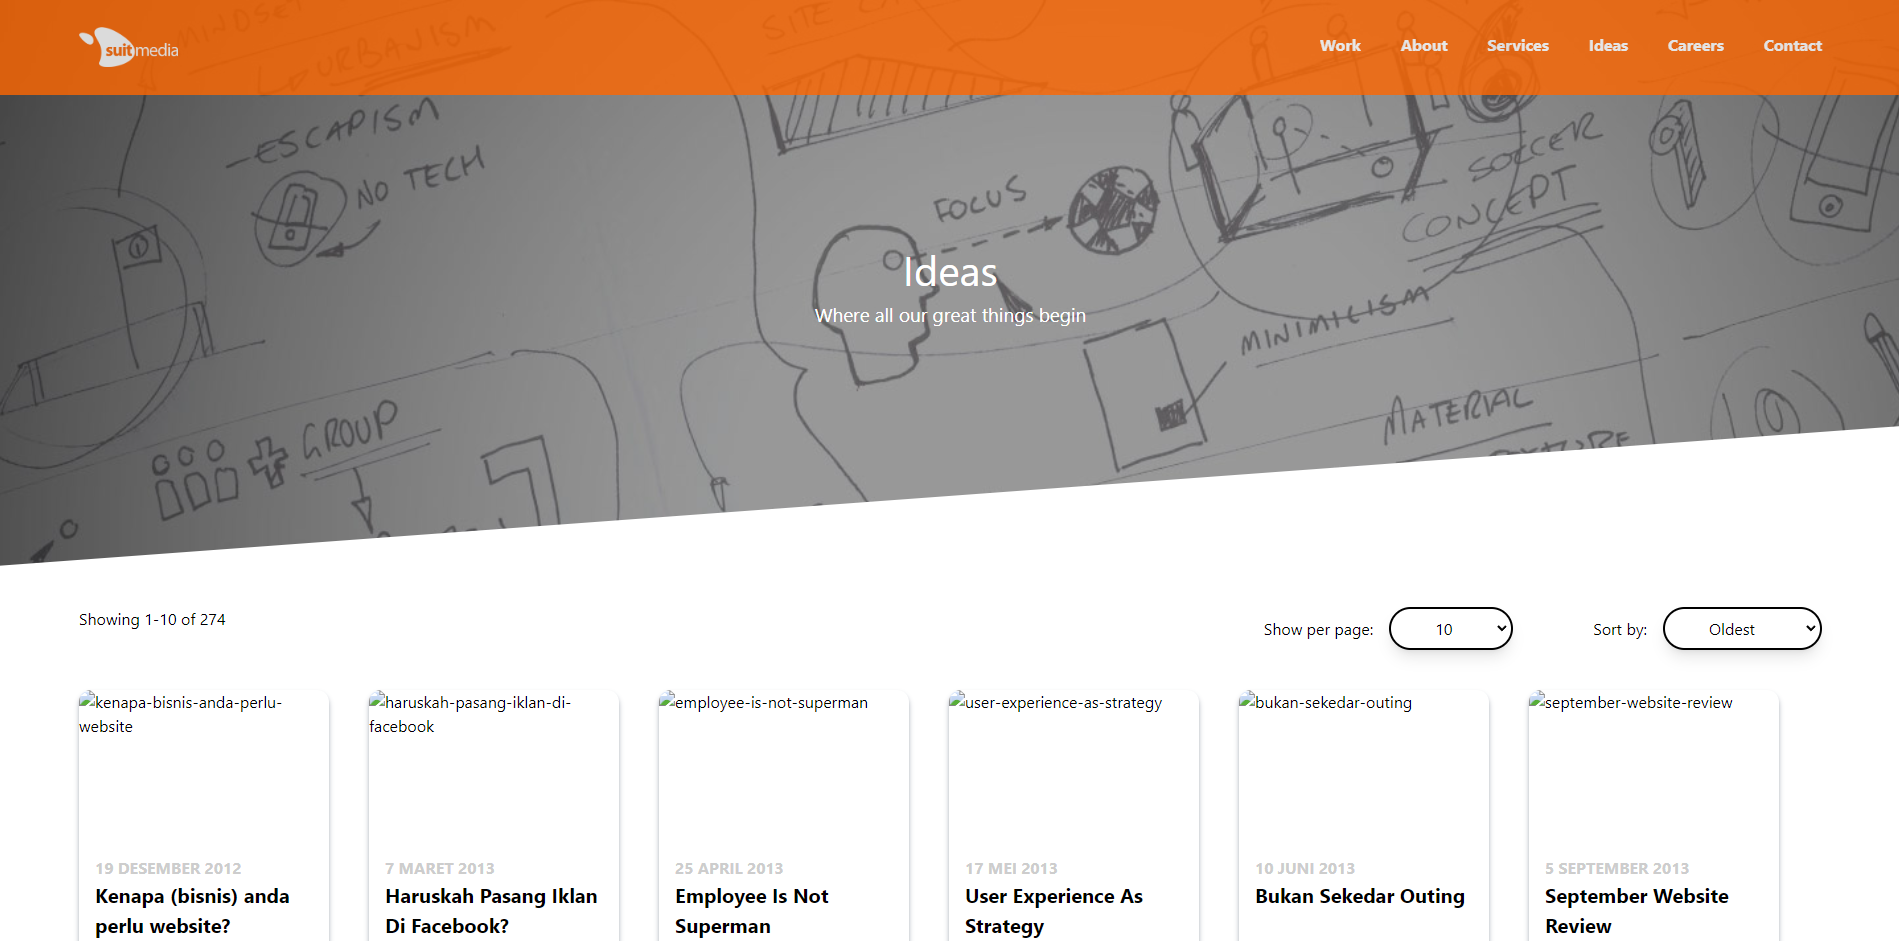 MINDSET
URBANISM
SITE
suitmedia
Work About Services Ideas Careers Contact
-ESCAPISM
NO TECH
FOCUS
SOCCER
CONCEPT
Ideas
Where all our great things begin
MINIMILISM
MATERIAL
GROUP
Showing 1-10 of 274
Show per page: 10
Sort by: Oldest
kenapa-bisnis-anda-perlu-
website
haruskah-pasang-iklan-di-
facebook
employee-is-not-superman
user-experience-as-strategy
bukan-sekedar-outing
september-website-review
19 DESEMBER 2012
Kenapa (bisnis) anda
perlu website?
7 MARET 2013
Haruskah Pasang Iklan
Di Facebook?
25 APRIL 2013
Employee Is Not
Superman
17 MEI 2013
User Experience As
Strategy
10 JUNI 2013
Bukan Sekedar Outing
5 SEPTEMBER 2013
September Website
Review